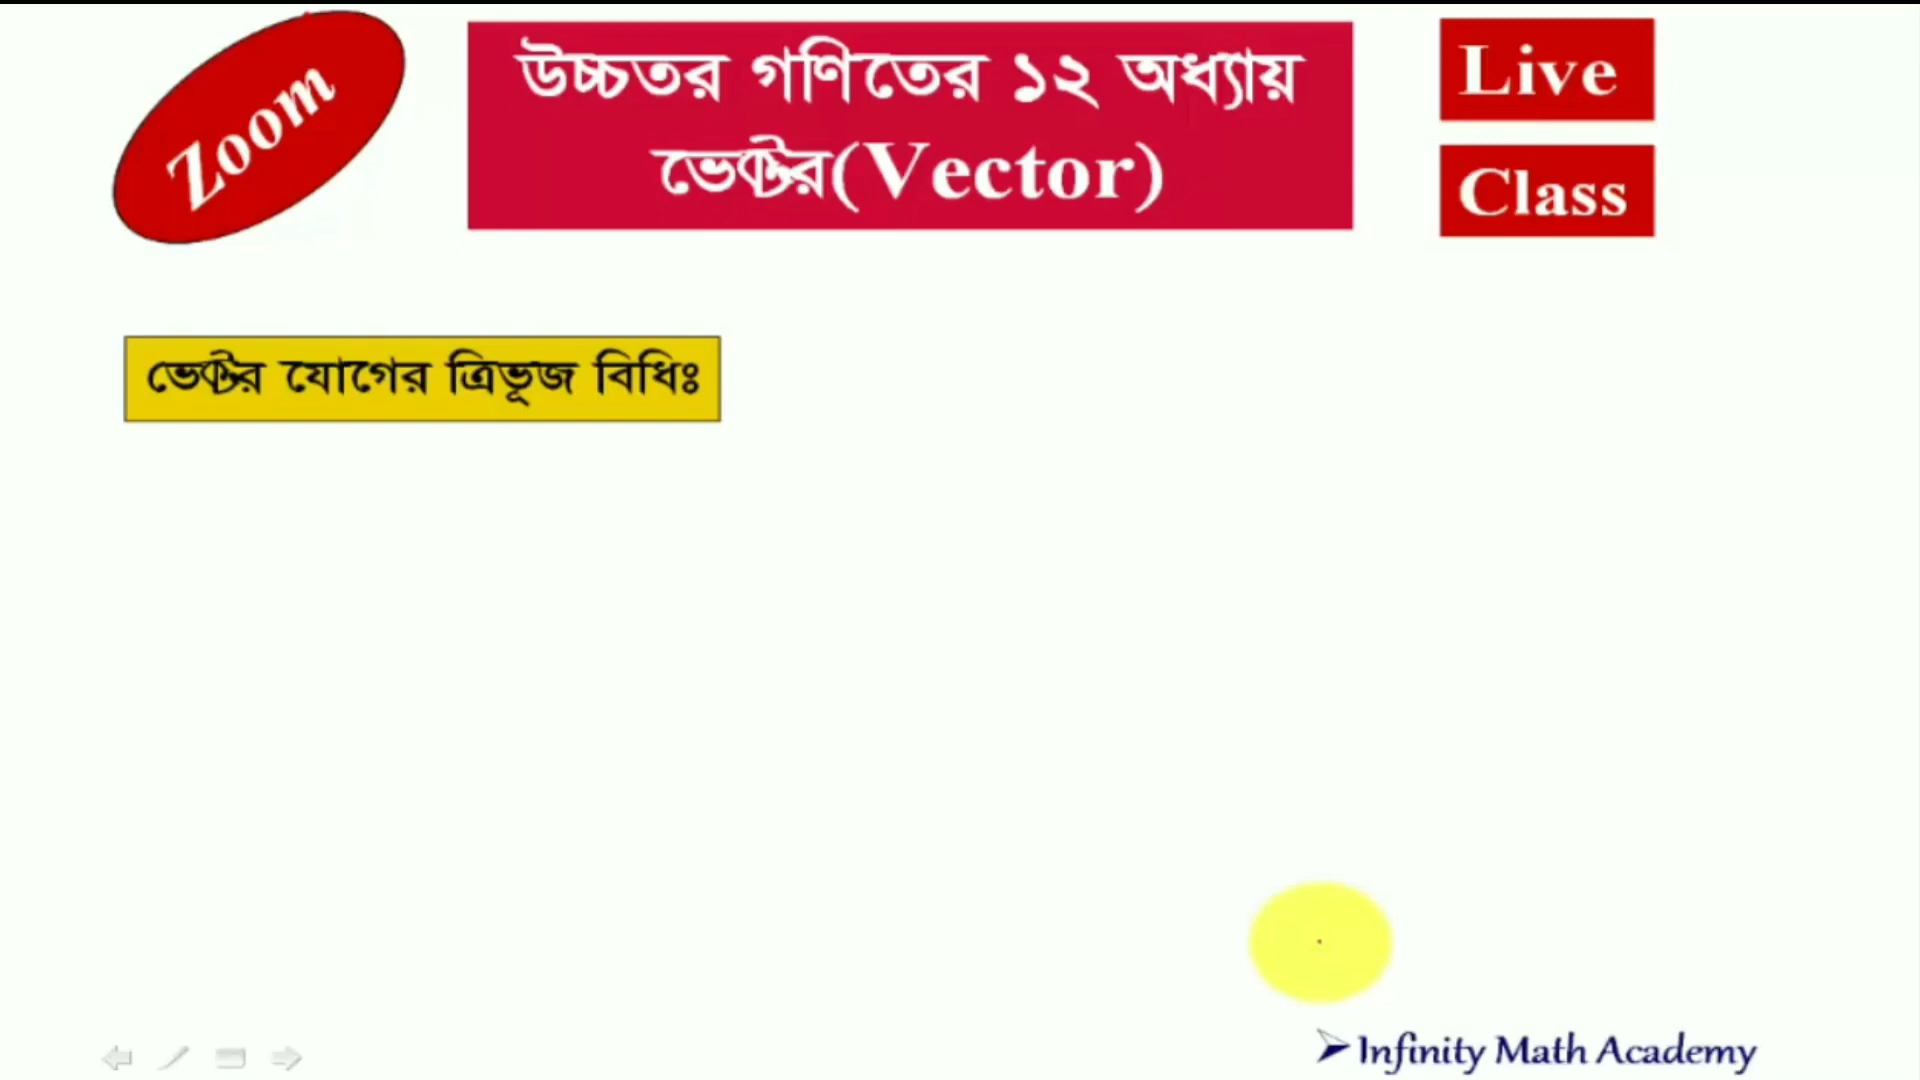 Zoom
উচ্চতর গণিতের ১২ অধ্যায়
ভেক্টর(Vector)
Live
Class
ভেক্টর যোগের ত্রিভূজ বিধিঃ
Infinity Math Academy